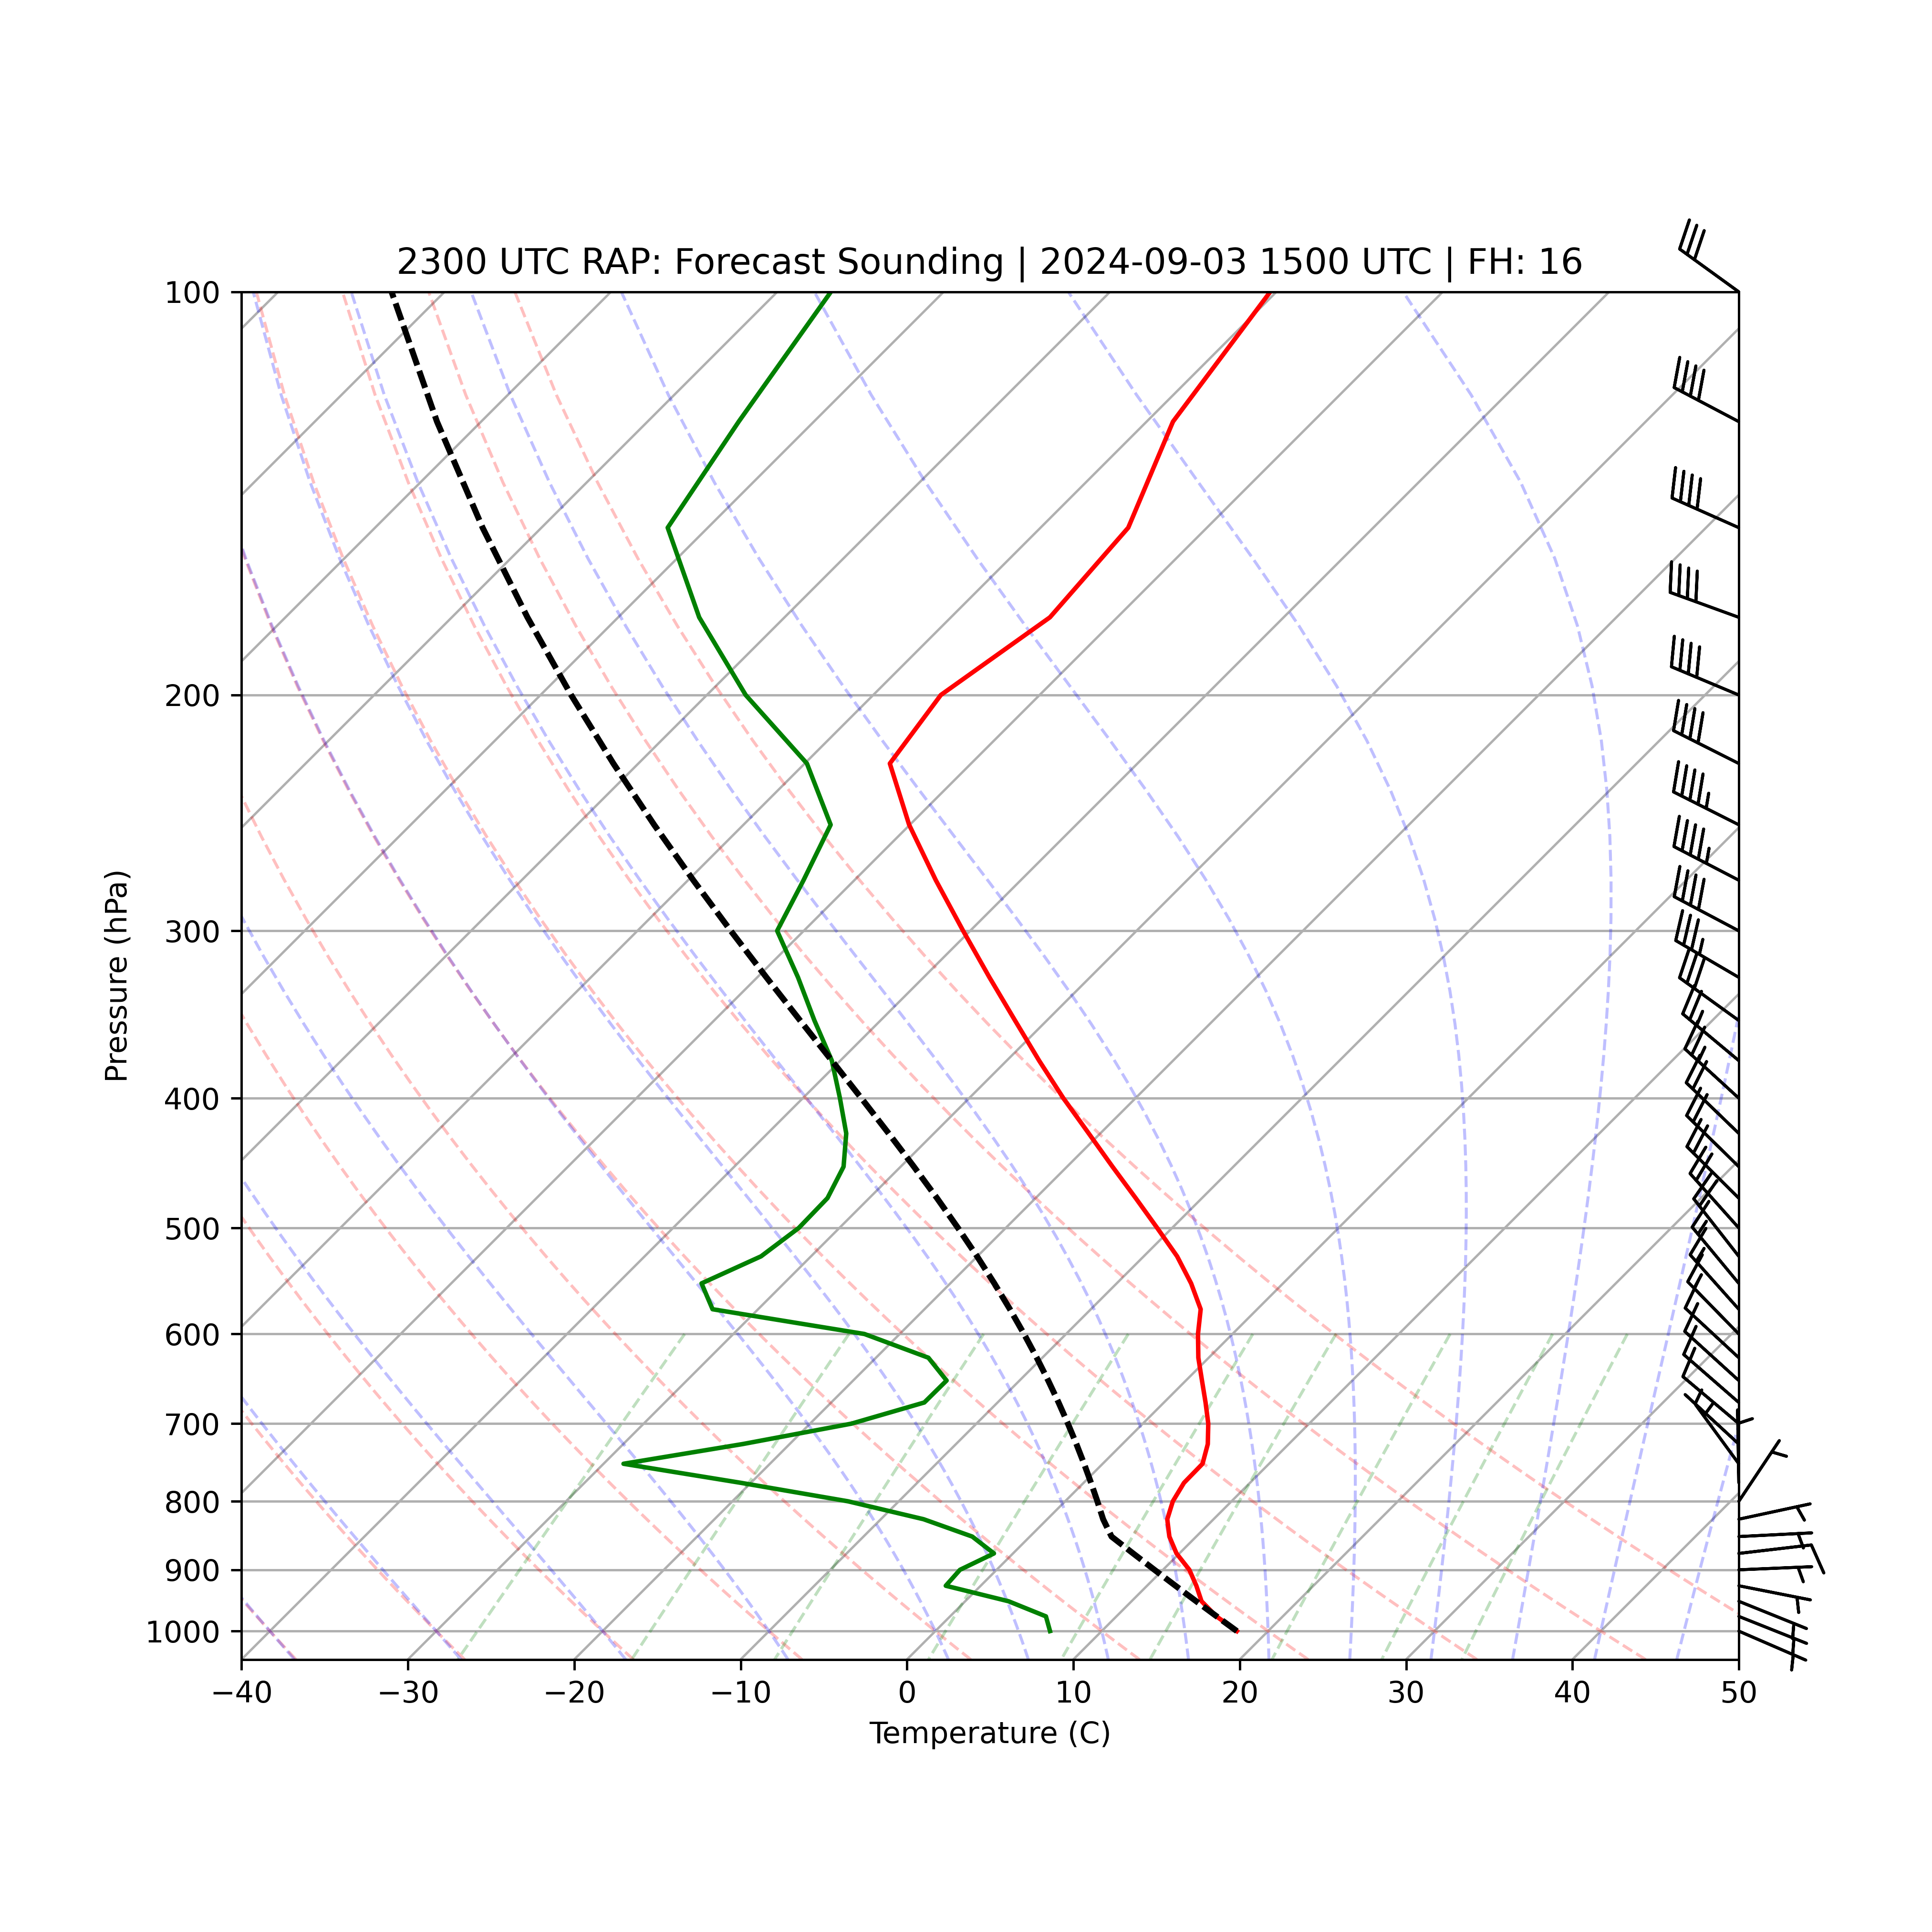 2300 UTC RAP: Forecast Sounding | 2024-09-03 1500 UTC | FH: 16
100
200
300
400
500
600
700
800
900
1000
Pressure (hPa)
−40 −30 −20 −10 0 10 20 30 40 50
Temperature (C)